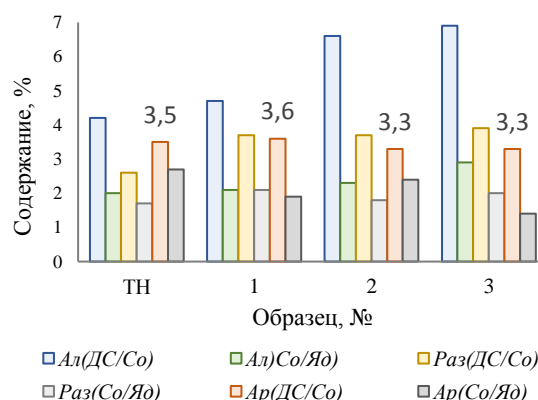 7
6
5
4
3
2
1
0
Содержание, %
3,5
3,6
3,3
3,3
ТН 1 2 3
Образец, №
Ал(ДС/Со) Ал)Со/Яд) Раз(ДС/Со)
Раз(Со/Яд) Ар(ДС/Со) Ар(Со/Яд)